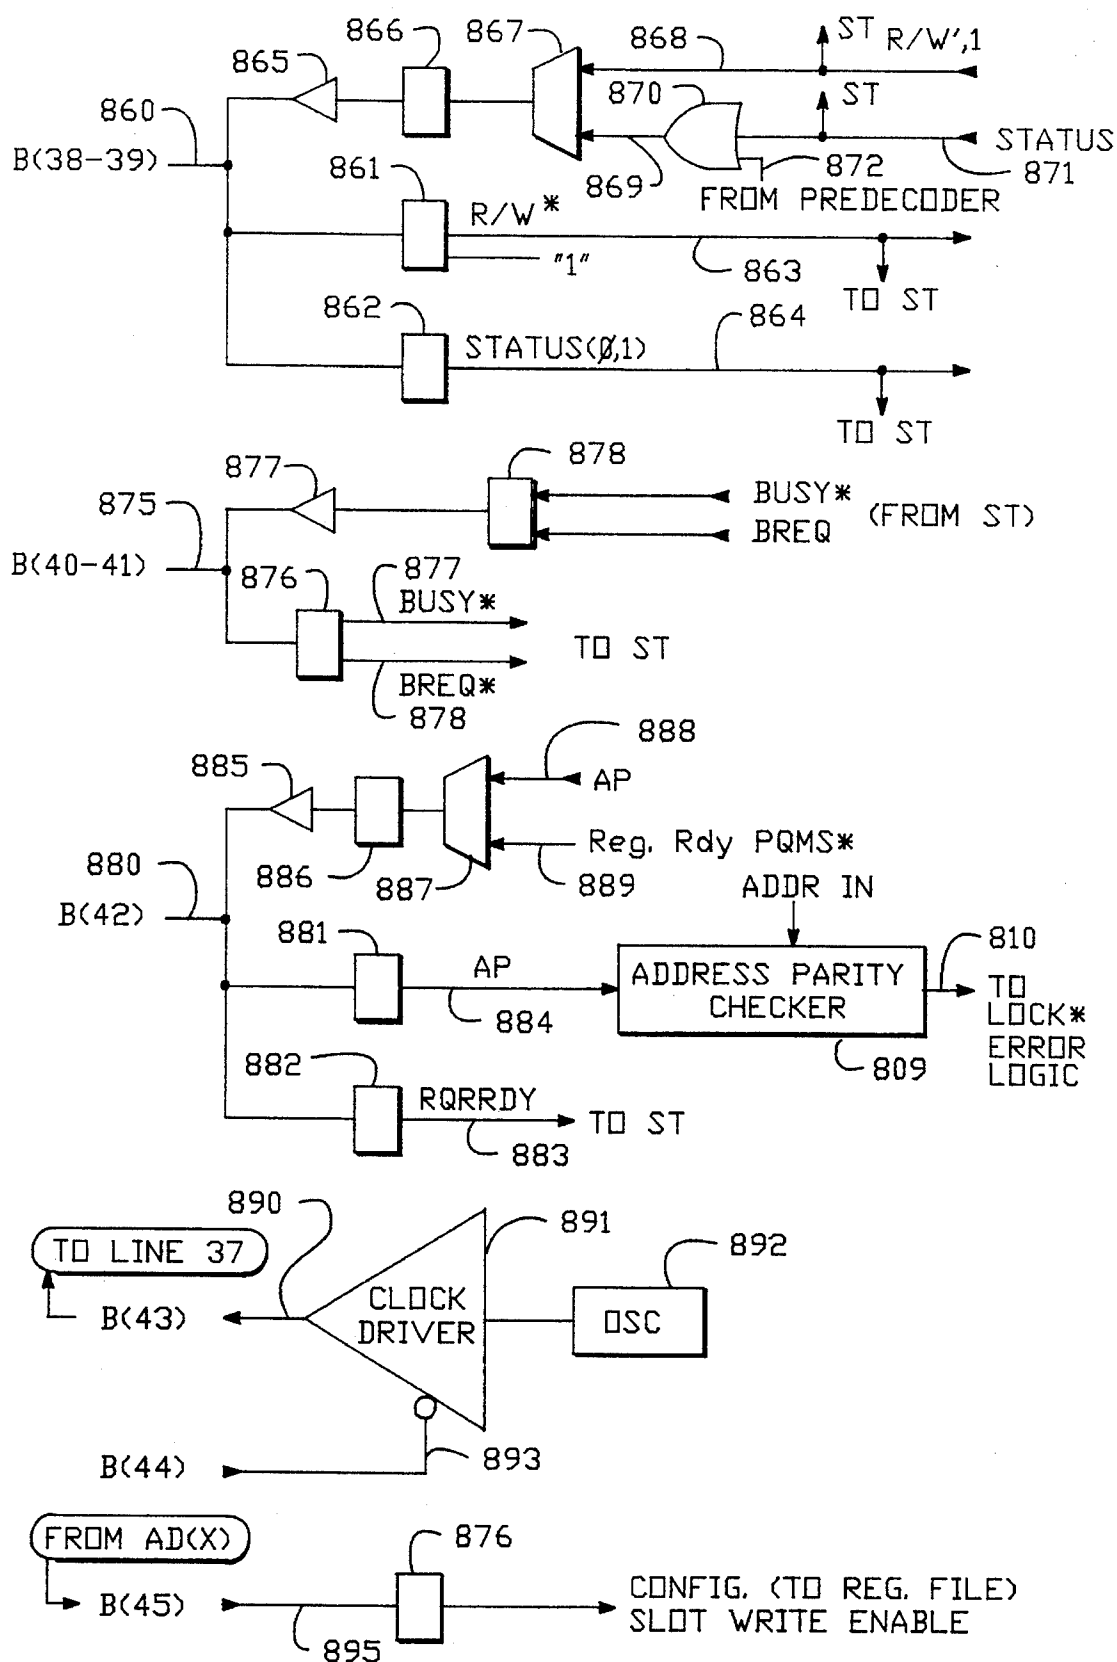 866
867
868
ST
R/W',1
865
870
ST
860
STATUS
B(38-39)
861
869
872
871
FROM PREDECODER
R/W*
"1"
863
TO ST
862
864
STATUS(0,1)
TO ST
878
877
875
BUSY*
(FROM ST)
BREQ
B(40-41)
876
877
BUSY*
TO ST
BREQ*
878
888
885
AP
880
886
887
Reg. Rdy PQMS*
889
ADDR IN
B(42)
881
810
AP
ADDRESS PARITY
CHECKER
884
TO
LOCK*
ERROR
LOGIC
882
809
RQRRDY
TO ST
883
890
891
892
TO LINE 37
B(43)
CLOCK
DRIVER
OSC
B(44)
893
FROM AD(X)
876
B(45)
CONFIG. (TO REG. FILE)
SLOT WRITE ENABLE
895